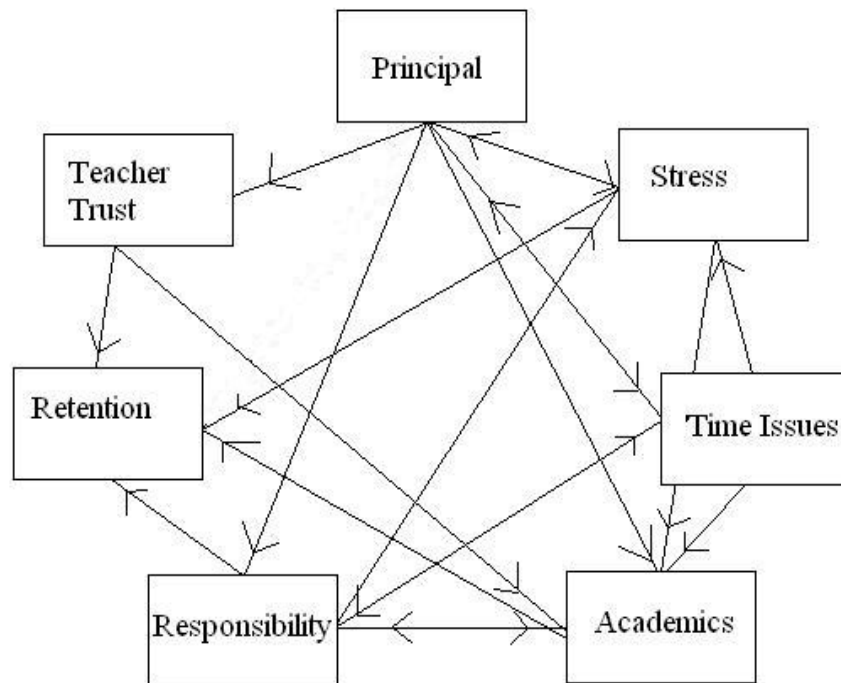 Principal
Teacher
Trust
Stress
Retention
Time Issues
Responsibility
Academics